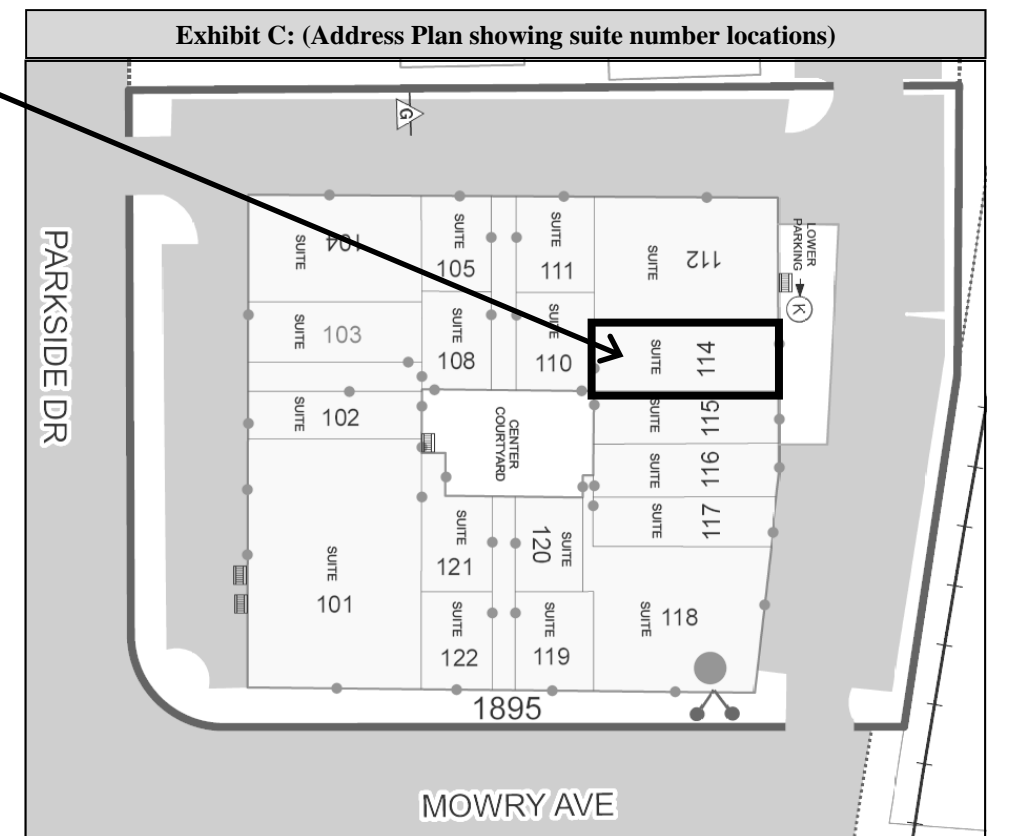 Exhibit C: (Address Plan showing suite number locations)
G
PARKSIDE DR
SUITE 104
SUITE
105
SUITE
111
SUITE 112
LOWER
PARKING
K
SUITE 103
SUITE
108
SUITE
110
SUITE 114
SUITE 102
CENTER
COURTYARD
SUITE 115
SUITE 116
SUITE 117
SUITE
101
SUITE
121
SUITE
120
SUITE
122
SUITE
119
SUITE 118
1895
MOWRY AVE